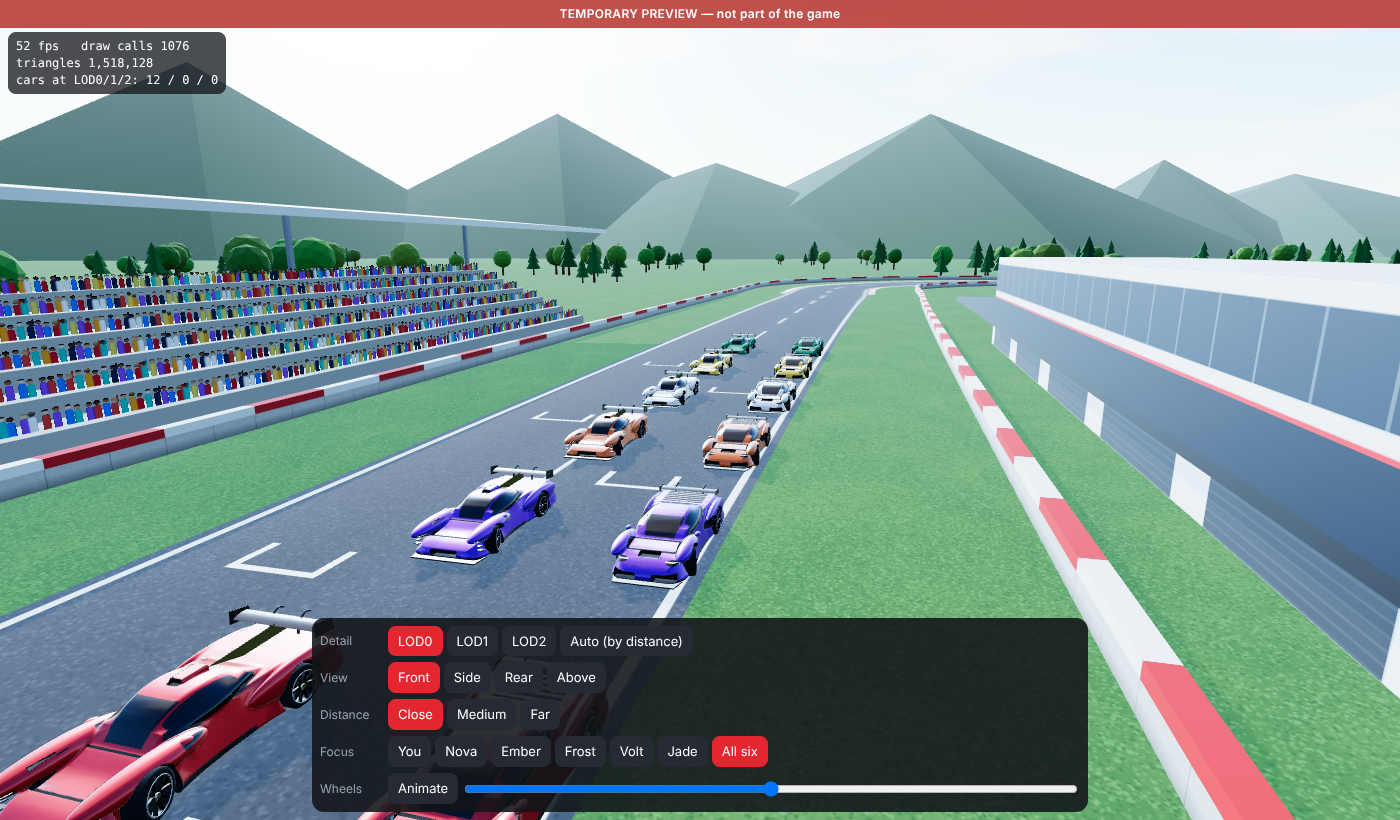 TEMPORARY PREVIEW — not part of the game
52 fps   draw calls 1076
triangles 1,518,128
cars at LOD0/1/2: 12 / 0 / 0
Detail LOD0 LOD1 LOD2 Auto (by distance)
View Front Side Rear Above
Distance Close Medium Far
Focus You Nova Ember Frost Volt Jade All six
Wheels Animate